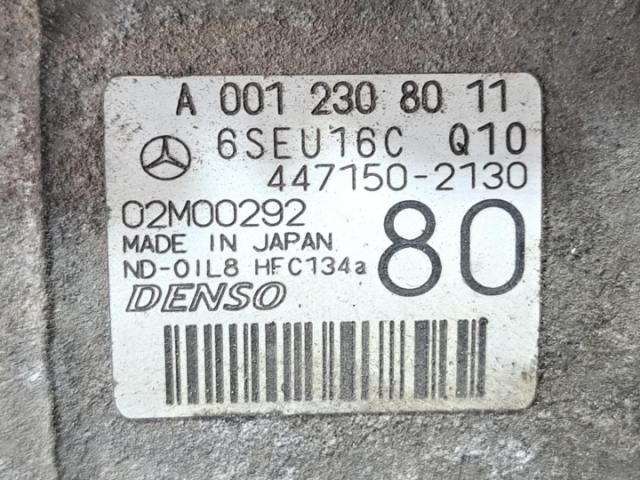 A 001 230 80 11
6SEU16C Q10
447150-2130
02M00292
MADE IN JAPAN
ND-OIL8 HFC134a
80
DENSO